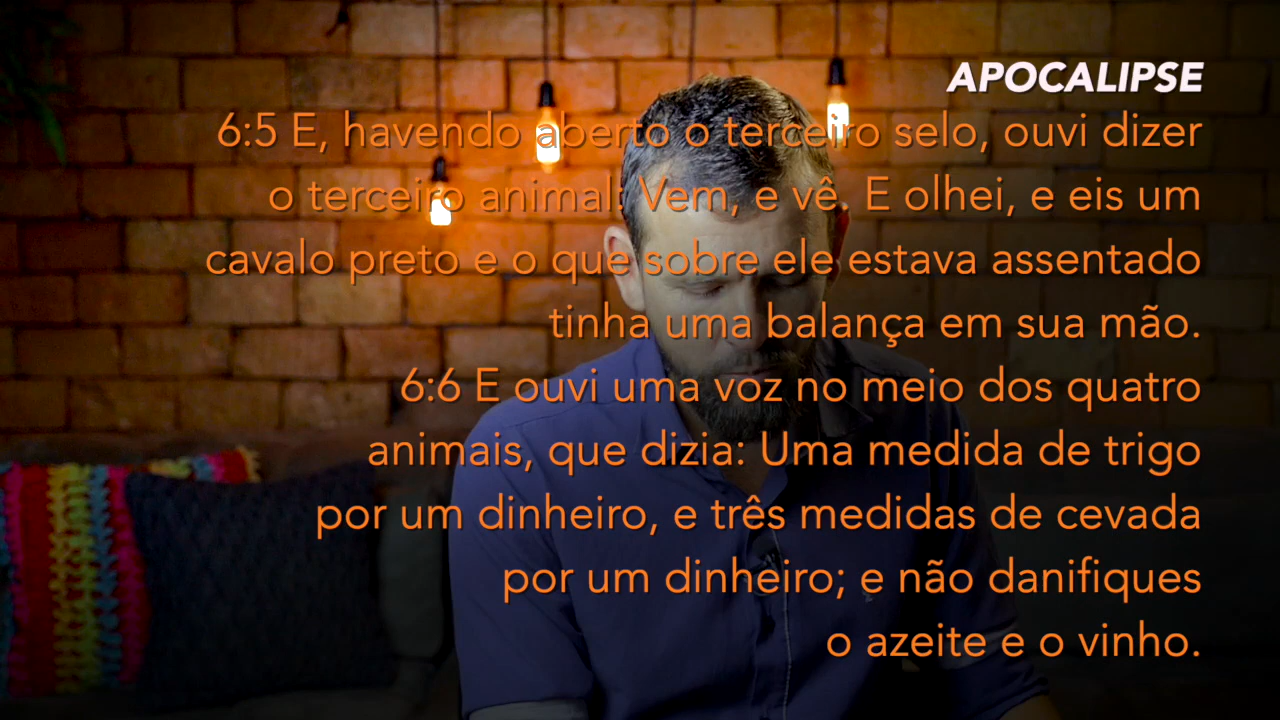 APOCALIPSE
6:5 E, havendo aberto o terceiro selo, ouvi dizer
o terceiro animal: Vem, e vê. E olhei, e eis um
cavalo preto e o que sobre ele estava assentado
tinha uma balança em sua mão.
6:6 E ouvi uma voz no meio dos quatro
animais, que dizia: Uma medida de trigo
por um dinheiro, e três medidas de cevada
por um dinheiro; e não danifiques
o azeite e o vinho.